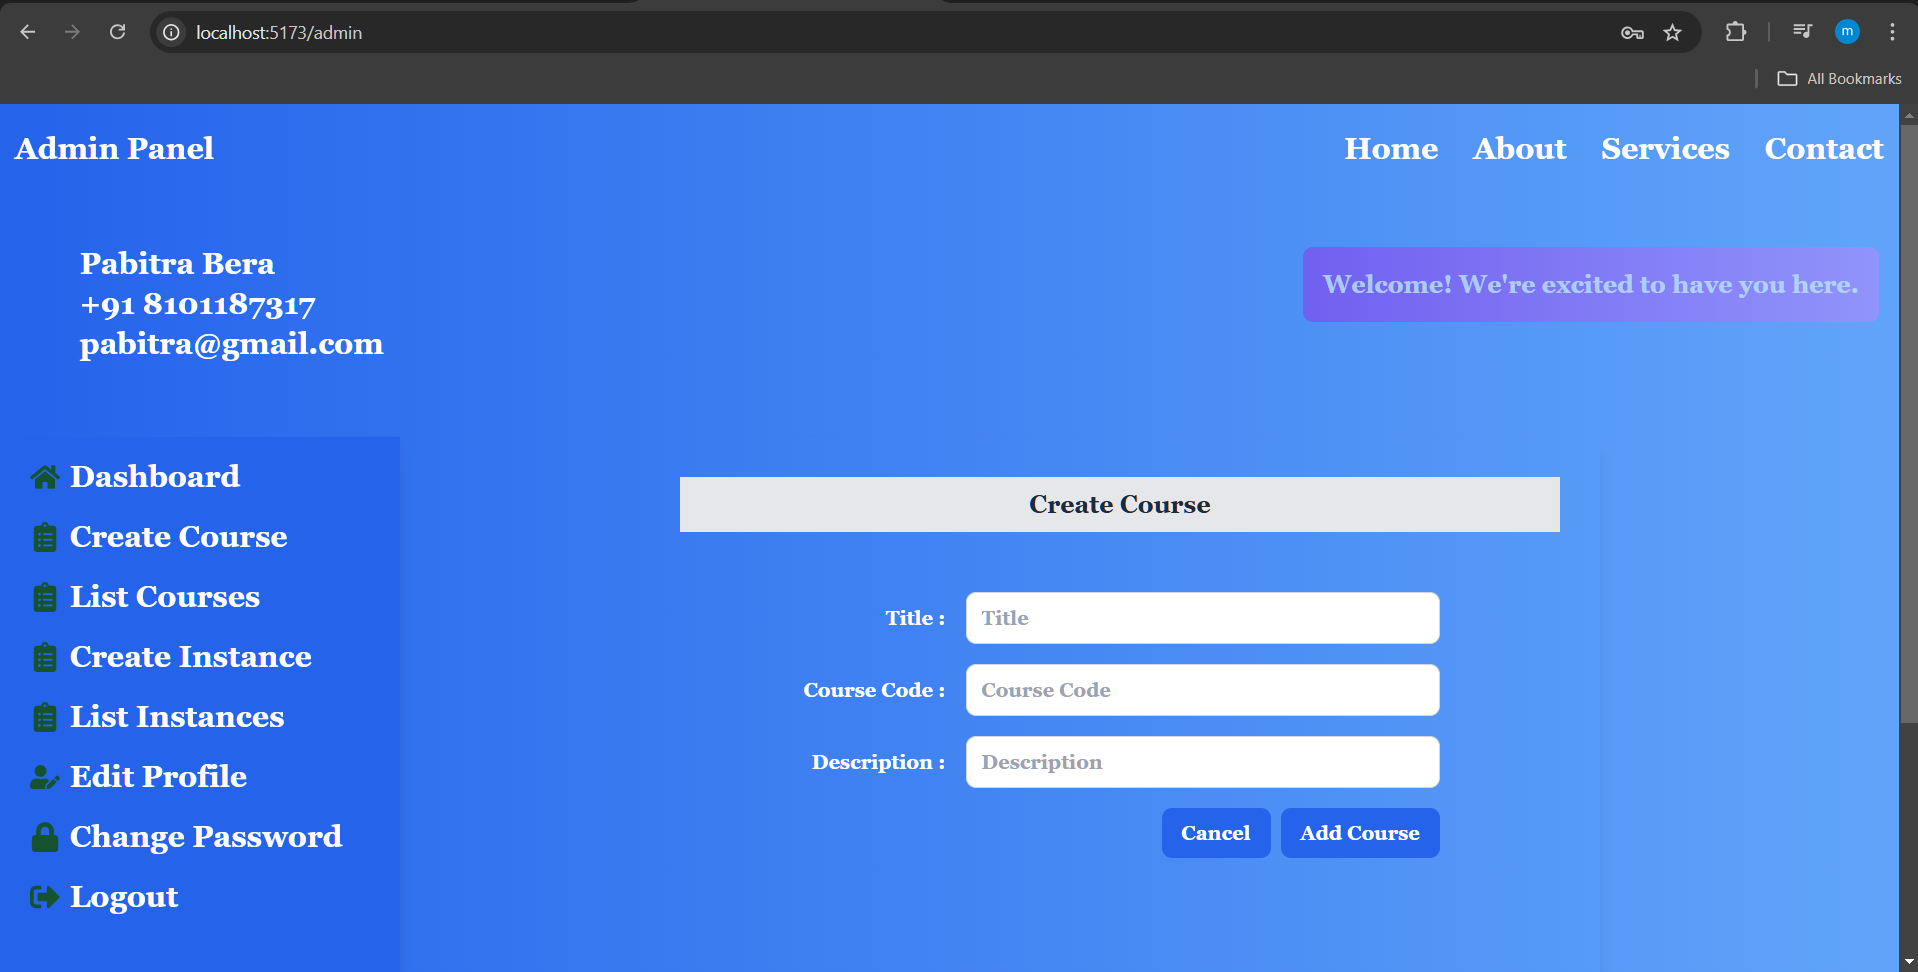 localhost:5173/admin
m
All Bookmarks
Admin Panel
Home About Services Contact
Pabitra Bera
+91 8101187317
pabitra@gmail.com
Welcome! We're excited to have you here.
Dashboard
Create Course
List Courses
Create Instance
List Instances
Edit Profile
Change Password
Logout
Create Course
Title : Title
Course Code : Course Code
Description : Description
Cancel Add Course